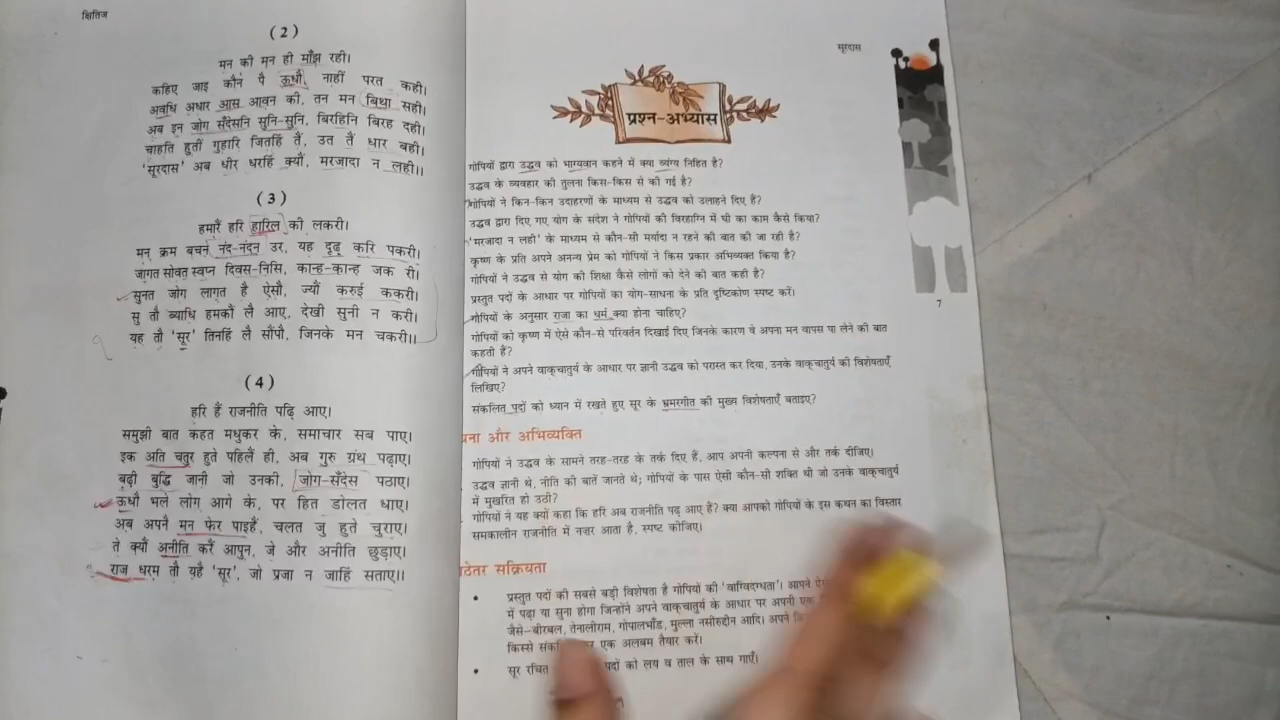 क्षितिज
(2)
मन की मन ही माँझ रही।
कहिए जाइ कौन पै ऊधौ, नाहीं परत कही।
अवधि अधार आस आवन की, तन मन बिथा सही।
अब इन जोग सँदेसनि सुनि-सुनि, बिरहिनि बिरह दही।
चाहति हुतीं गुहारि जितहिं तैं, उत तैं धार बही।
'सूरदास' अब धीर धरहिं क्यौं, मरजादा न लही।।
(3)
हमारैं हरि हारिल की लकरी।
मन क्रम बचन नंद-नंदन उर, यह दृढ़ करि पकरी।
जागत सोवत स्वप्न दिवस-निसि, कान्ह-कान्ह जक री।
सुनत जोग लागत है ऐसौ, ज्यौं करुई ककरी।
सु तौ ब्याधि हमकौं लै आए, देखी सुनी न करी।
यह तौ 'सूर' तिनहिं लै सौंपौ, जिनके मन चकरी।।
(4)
हरि हैं राजनीति पढ़ि आए।
समुझी बात कहत मधुकर के, समाचार सब पाए।
इक अति चतुर हुते पहिलैं ही, अब गुरु ग्रंथ पढ़ाए।
बढ़ी बुद्धि जानी जो उनकी, जोग-सँदेस पठाए।
ऊधौ भले लोग आगे के, पर हित डोलत धाए।
अब अपनै मन फेर पाइहैं, चलत जु हुते चुराए।
ते क्यौं अनीति करैं आपुन, जे और अनीति छुड़ाए।
राज धरम तौ यहै 'सूर', जो प्रजा न जाहिं सताए।।
सूरदास
प्रश्न-अभ्यास
गोपियों द्वारा उद्धव को भाग्यवान कहने में क्या व्यंग्य निहित है?
उद्धव के व्यवहार की तुलना किस-किस से की गई है?
गोपियों ने किन-किन उदाहरणों के माध्यम से उद्धव को उलाहने दिए हैं?
उद्धव द्वारा दिए गए योग के संदेश ने गोपियों की विरहाग्नि में घी का काम कैसे किया?
'मरजादा न लही' के माध्यम से कौन-सी मर्यादा न रहने की बात की जा रही है?
कृष्ण के प्रति अपने अनन्य प्रेम को गोपियों ने किस प्रकार अभिव्यक्त किया है?
गोपियों ने उद्धव से योग की शिक्षा कैसे लोगों को देने की बात कही है?
प्रस्तुत पदों के आधार पर गोपियों का योग-साधना के प्रति दृष्टिकोण स्पष्ट करें।
गोपियों के अनुसार राजा का धर्म क्या होना चाहिए?
गोपियों को कृष्ण में ऐसे कौन-से परिवर्तन दिखाई दिए जिनके कारण वे अपना मन वापस पा लेने की बात
कहती हैं?
गोपियों ने अपने वाक्चातुर्य के आधार पर ज्ञानी उद्धव को परास्त कर दिया, उनके वाक्चातुर्य की विशेषताएँ
लिखिए?
संकलित पदों को ध्यान में रखते हुए सूर के भ्रमरगीत की मुख्य विशेषताएँ बताइए?
7
और अभिव्यक्ति
गोपियों ने उद्धव के सामने तरह-तरह के तर्क दिए हैं, आप अपनी कल्पना से और तर्क दीजिए।
उद्धव ज्ञानी थे, नीति की बातें जानते थे; गोपियों के पास ऐसी कौन-सी शक्ति थी जो उनके वाक्चातुर्य
में मुखरित हो उठी?
गोपियों ने यह क्यों कहा कि हरि अब राजनीति पढ़ आए हैं? क्या आपको गोपियों के इस कथन का विस्तार
समकालीन राजनीति में नज़र आता है, स्पष्ट कीजिए।
सक्रियता
• प्रस्तुत पदों की सबसे बड़ी विशेषता है गोपियों की 'वाग्विदग्धता'। आपने
में पढ़ा या सुना होगा जिन्होंने अपने वाक्चातुर्य के आधार पर अपनी एक
जैसे–बीरबल, तेनालीराम, गोपालभाँड, मुल्ला नसीरुद्दीन आदि। अपने
किस्से एक अलबम तैयार करें।
• सूर रचित पदों को लय व ताल के साथ गाएँ।